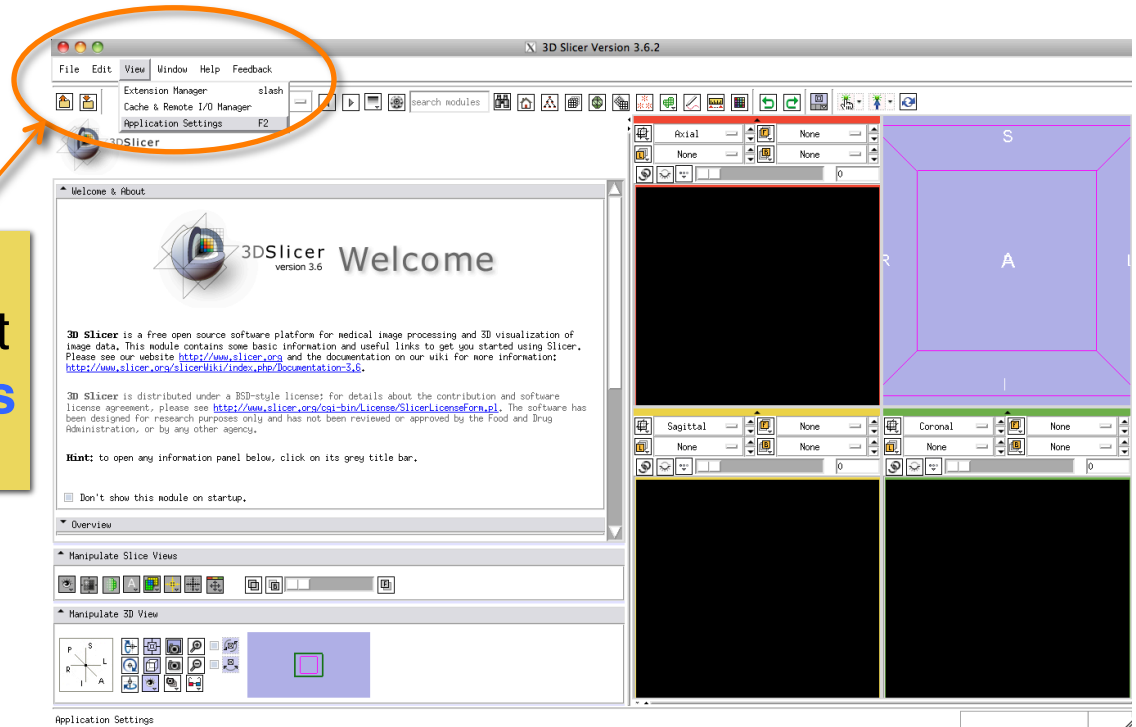 3D Slicer Version 3.6.2
File Edit View Window Help Feedback
Extension Manager slash
Cache & Remote I/O Manager
Application Settings F2
search modules
3DSlicer
Welcome & About
3DSlicer
version 3.6
Welcome
3D Slicer is a free open source software platform for medical image processing and 3D visualization of
image data. This module contains some basic information and useful links to get you started using Slicer.
Please see our website http://www.slicer.org and the documentation on our wiki for more information:
http://www.slicer.org/slicerWiki/index.php/Documentation-3.6.
3D Slicer is distributed under a BSD-style license; for details about the contribution and software
license agreement, please see http://www.slicer.org/cgi-bin/License/SlicerLicenseForm.pl. The software has
been designed for research purposes only and has not been reviewed or approved by the Food and Drug
Administration, or by any other agency.
Hint: to open any information panel below, click on its grey title bar.
Don't show this module on startup.
Overview
Manipulate Slice Views
Manipulate 3D View
P S
R L
I A
Application Settings
Axial None
None None
0
S
R A L
I
Sagittal None
None None
0
Coronal None
None None
0
t
s